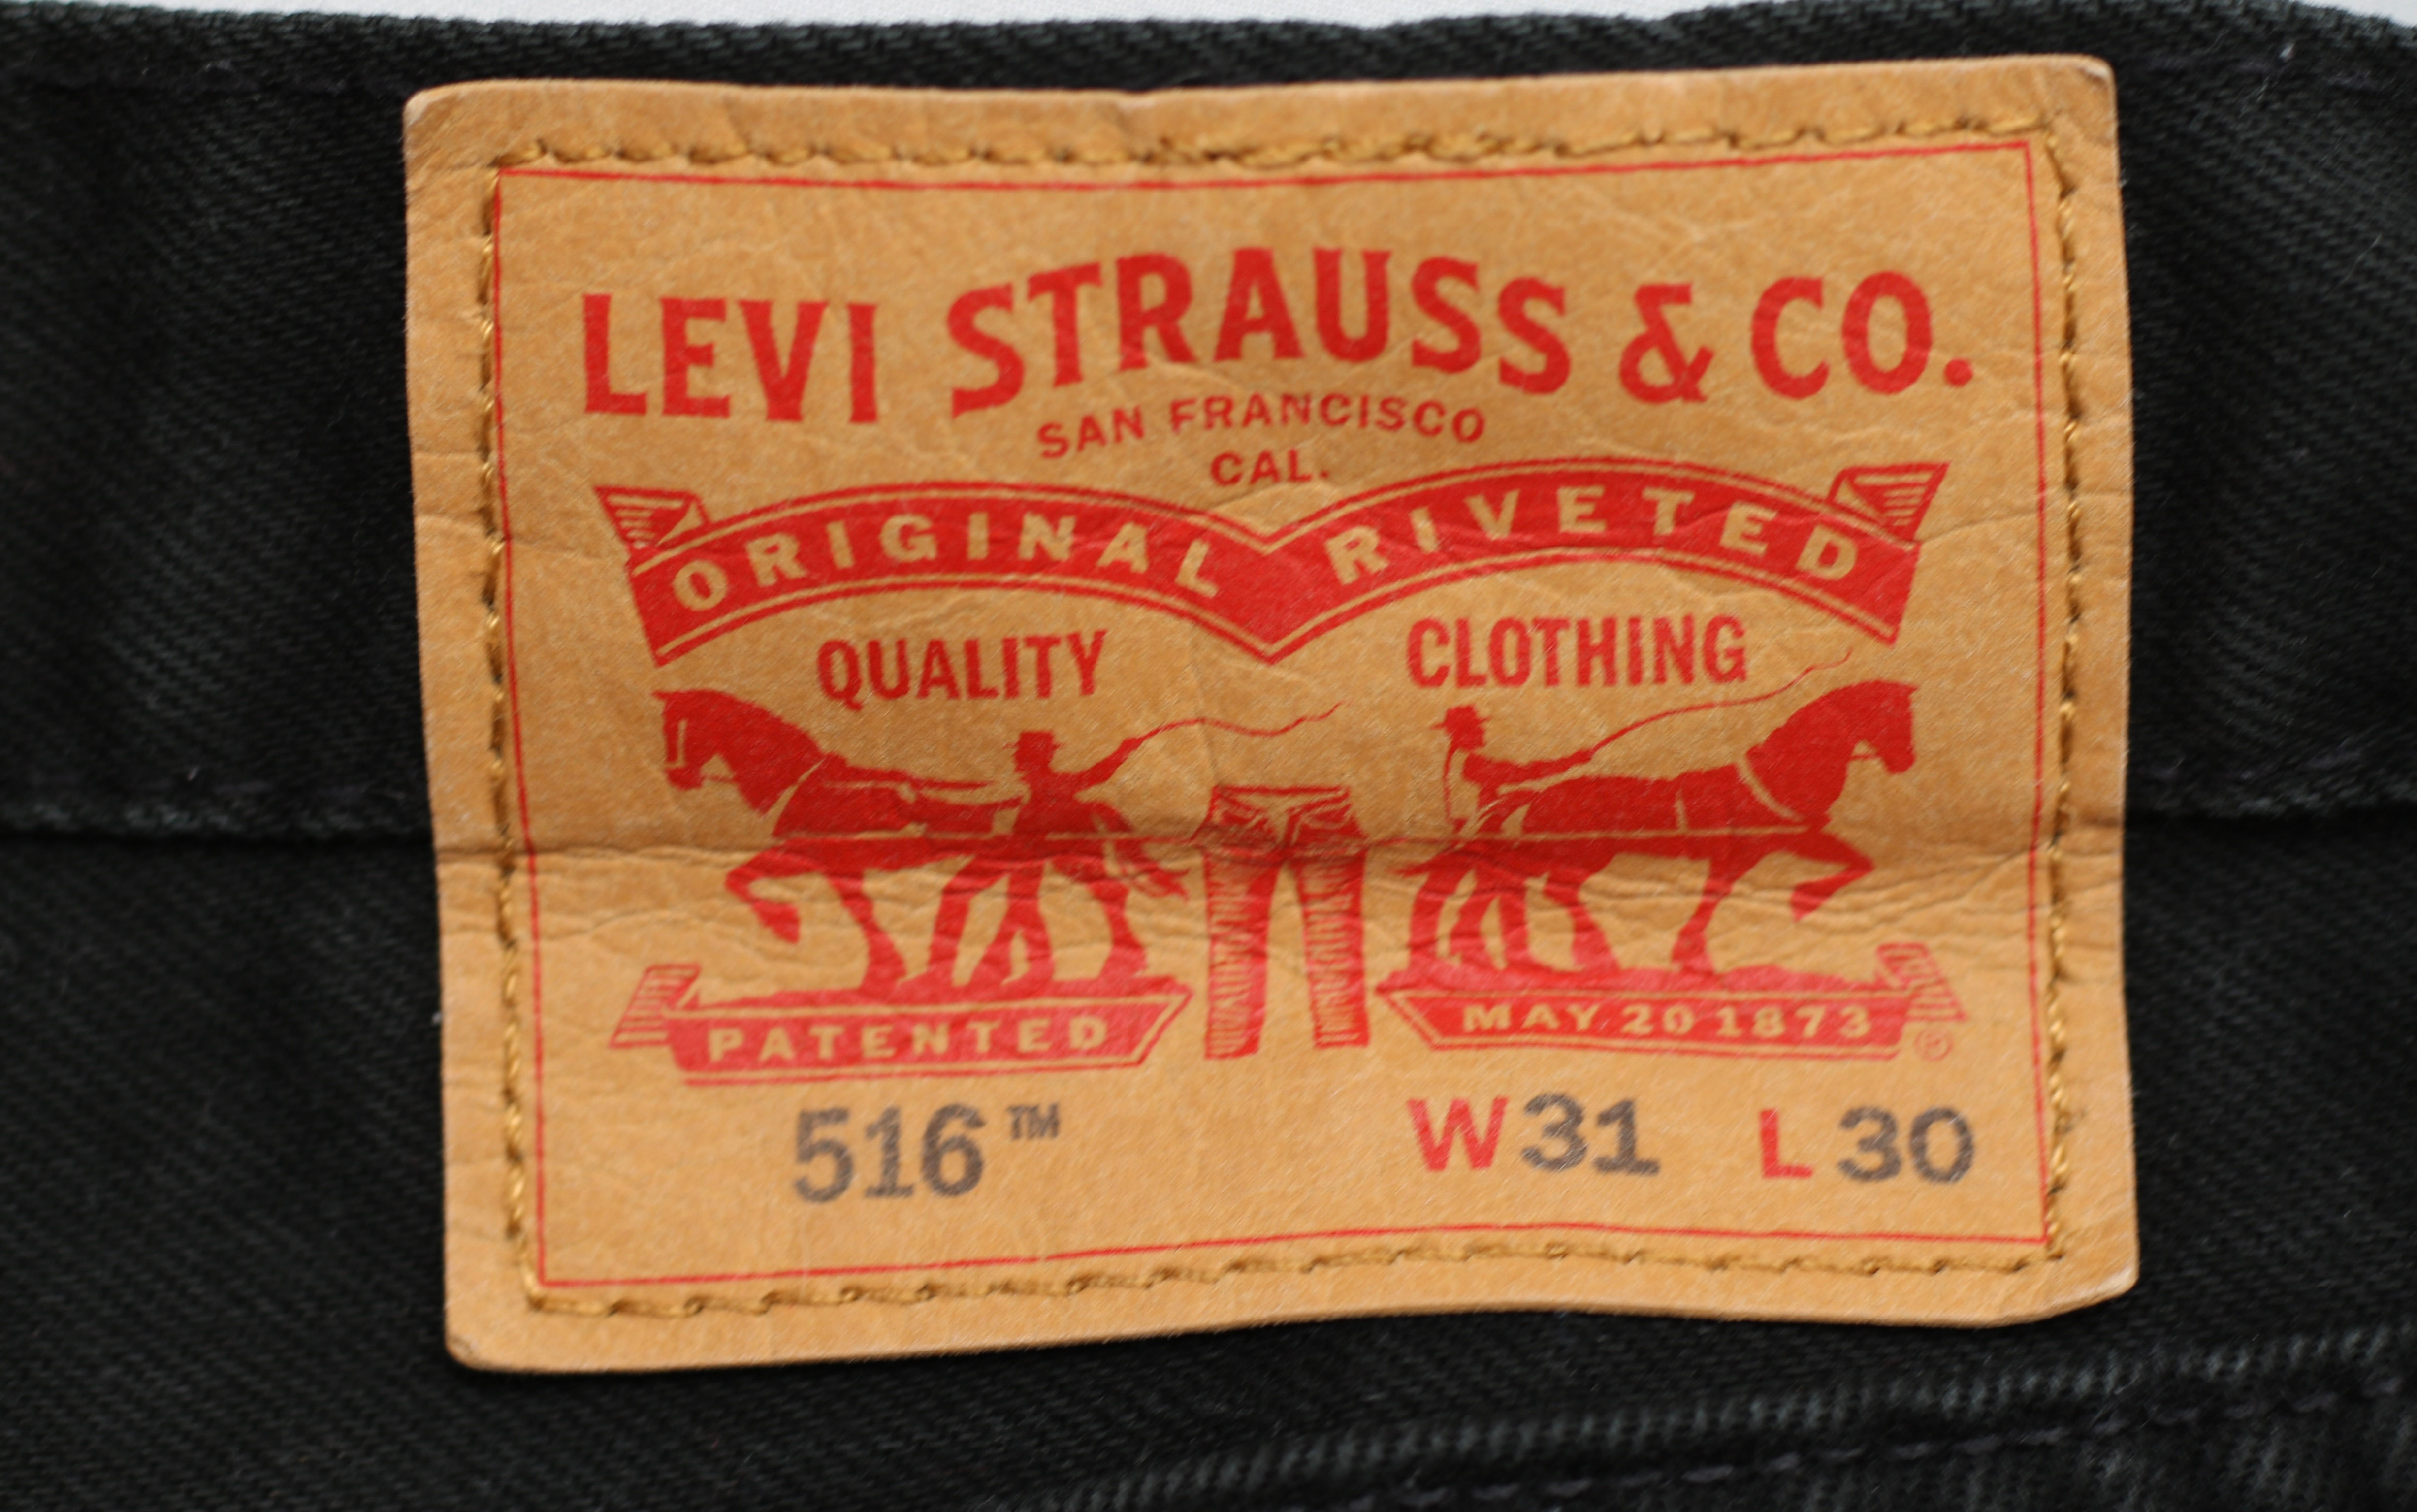 LEVI STRAUSS & CO.
SAN FRANCISCO
CAL.
ORIGINAL RIVETED
QUALITY CLOTHING
PATENTED MAY 20 1873 ®
516™ W31 L30